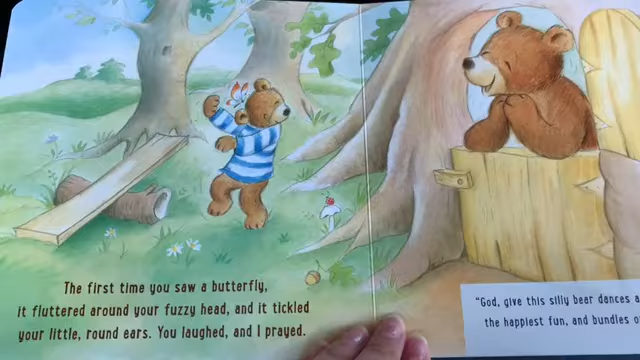 The first time you saw a butterfly,
it fluttered around your fuzzy head, and it tickled
your little, round ears. You laughed, and I prayed.
"God, give this silly bear dances a
the happiest fun, and bundles o